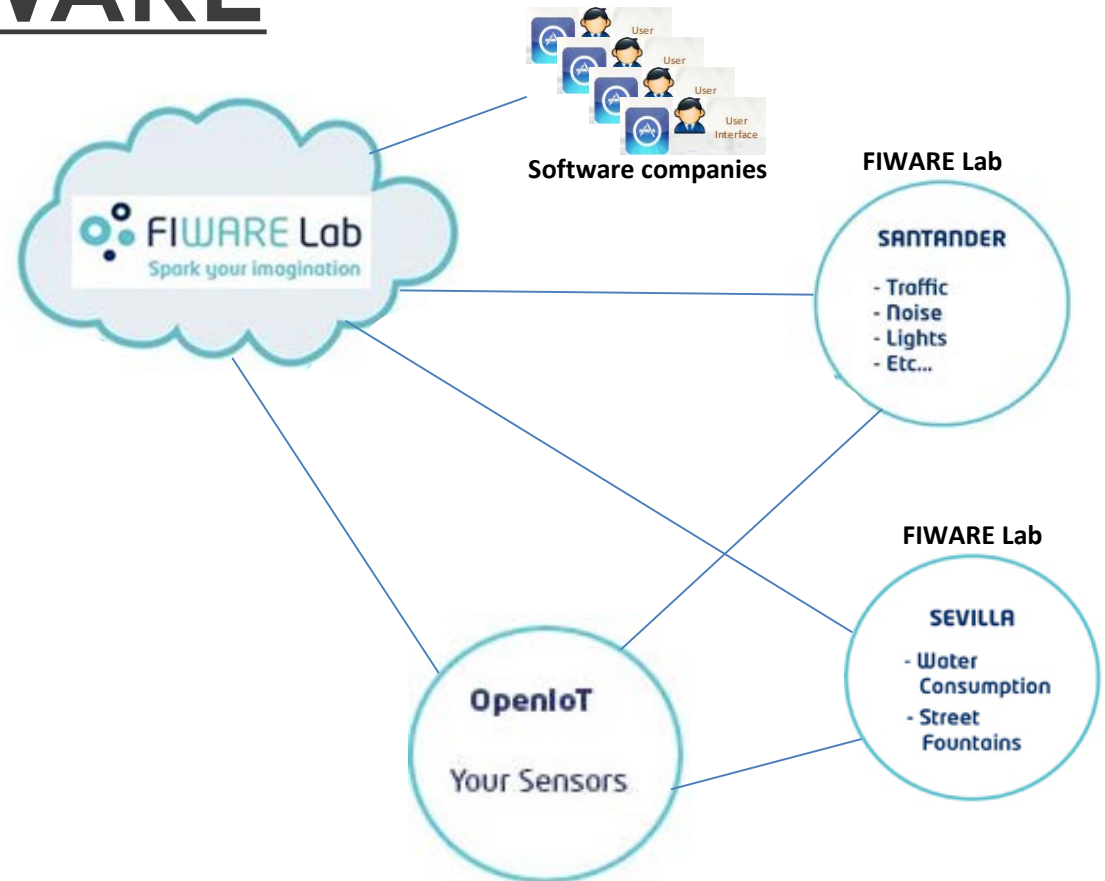 WARE
User
User
User
User
Interface
Software companies
FIWARE Lab
Spark your imagination
FIWARE Lab
SANTANDER
- Traffic
- Noise
- Lights
- Etc...
FIWARE Lab
SEVILLA
- Water
Consumption
- Street
Fountains
OpenIoT
Your Sensors